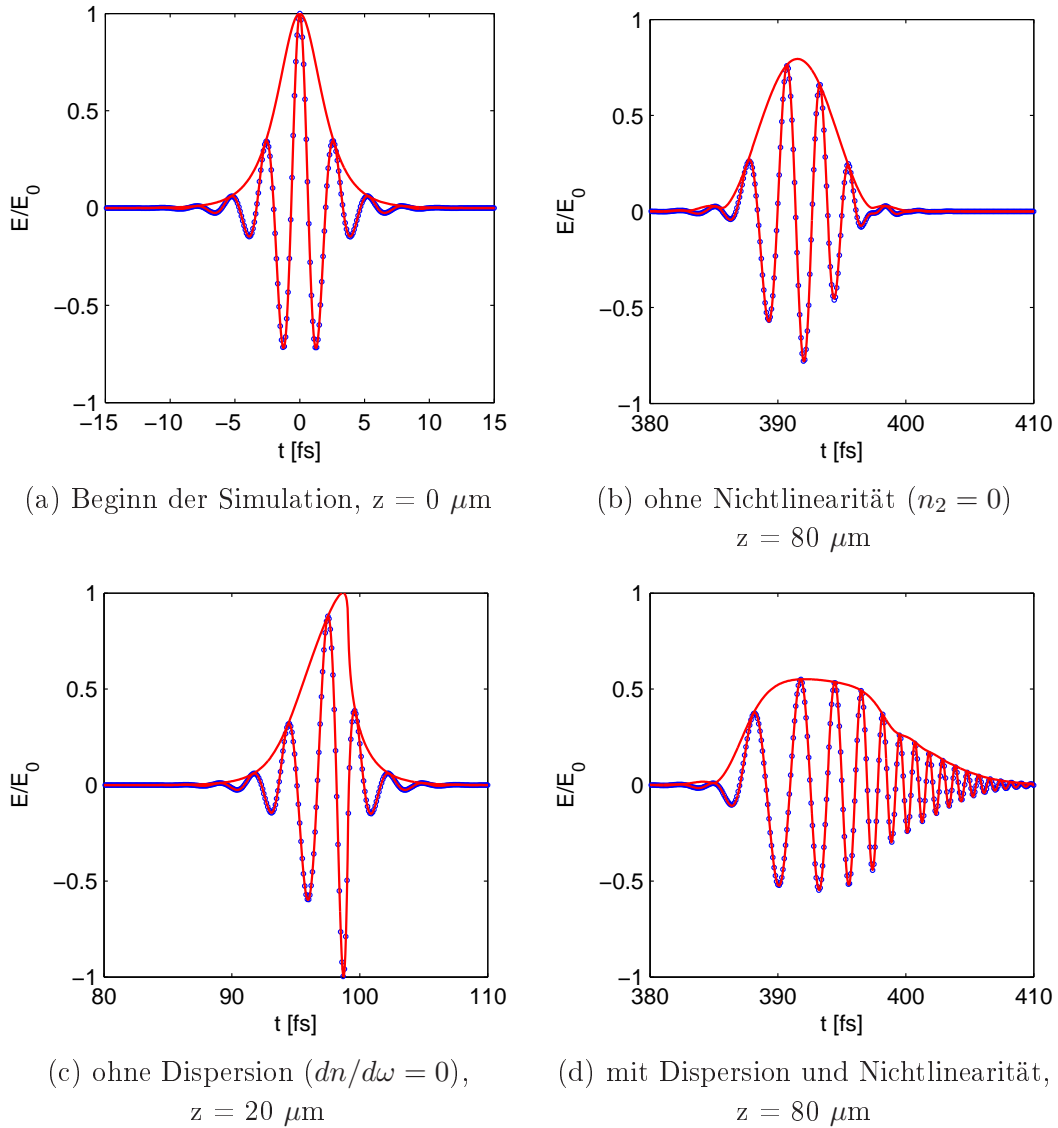 1
0.5
0
−0.5
−1
E/E0
−15 −10 −5 0 5 10 15
t [fs]
(a) Beginn der Simulation, z = 0 μm
1
0.5
0
−0.5
−1
E/E0
380 390 400 410
t [fs]
(b) ohne Nichtlinearität (n2 = 0)
z = 80 μm
1
0.5
0
−0.5
−1
E/E0
80 90 100 110
t [fs]
(c) ohne Dispersion (dn/dω = 0),
z = 20 μm
1
0.5
0
−0.5
−1
E/E0
380 390 400 410
t [fs]
(d) mit Dispersion und Nichtlinearität,
z = 80 μm